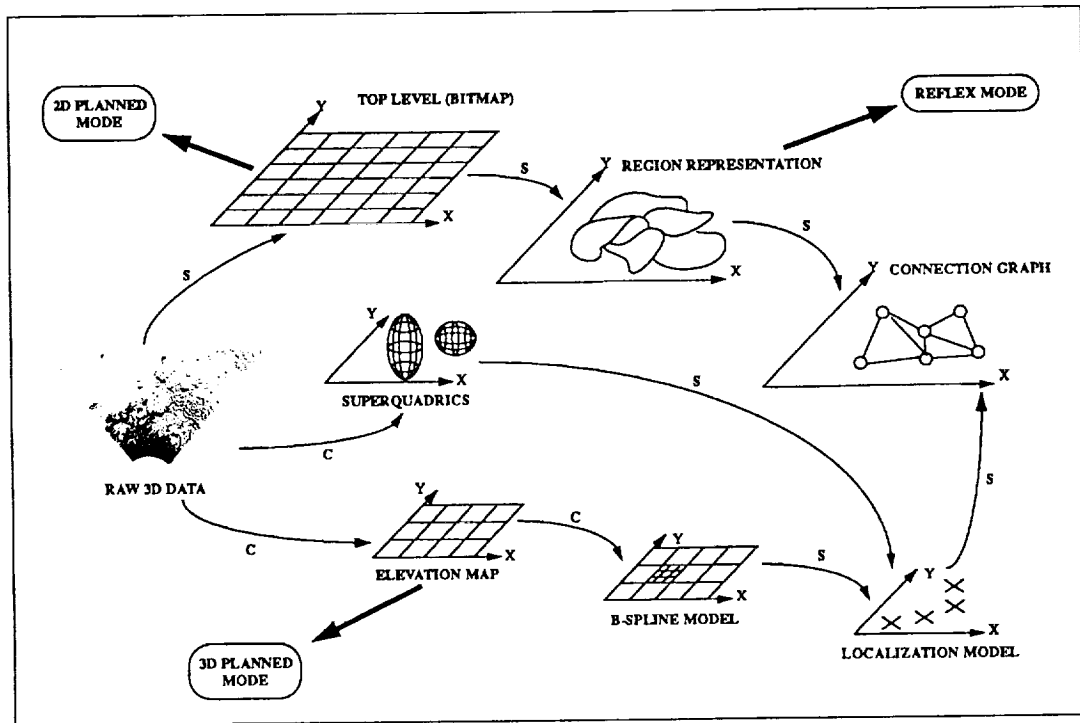 2D PLANNED
MODE
TOP LEVEL (BITMAP)
REFLEX MODE
Y
X
S
Y
REGION REPRESENTATION
X
S
S
Y
CONNECTION GRAPH
X
Y
X
SUPERQUADRICS
S
C
RAW 3D DATA
C
Y
X
ELEVATION MAP
C
Y
X
B-SPLINE MODEL
S
S
Y
X
LOCALIZATION MODEL
3D PLANNED
MODE